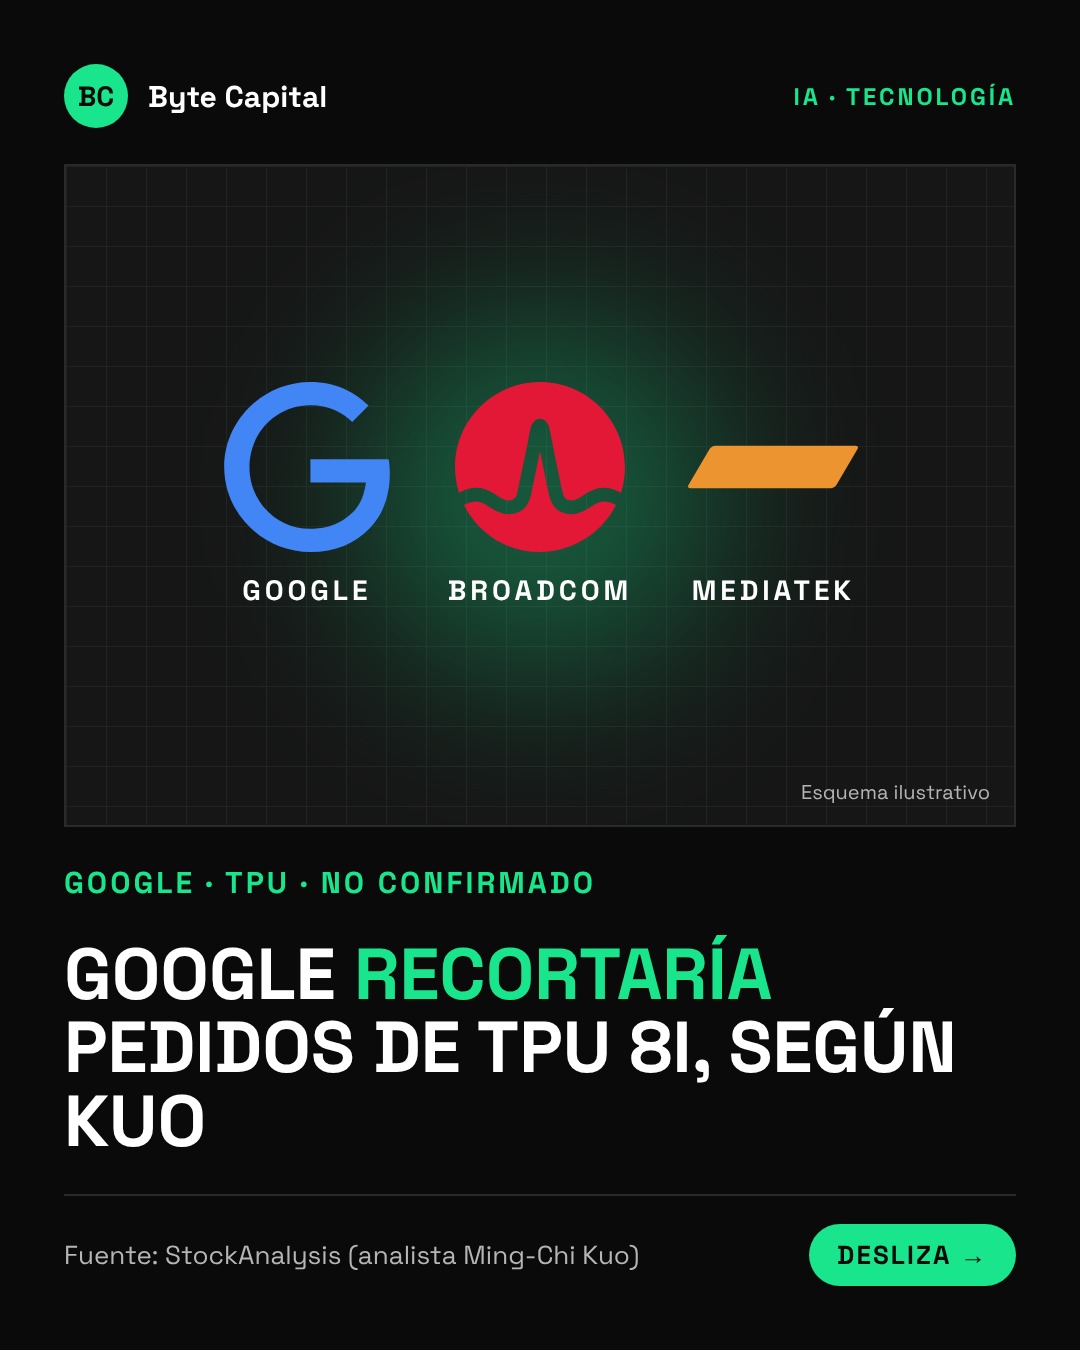 BC Byte Capital
IA · TECNOLOGÍA
GOOGLE
BROADCOM
MEDIATEK
Esquema ilustrativo
GOOGLE · TPU · NO CONFIRMADO
GOOGLE RECORTARÍA
PEDIDOS DE TPU 8I, SEGÚN
KUO
Fuente: StockAnalysis (analista Ming-Chi Kuo)
DESLIZA →